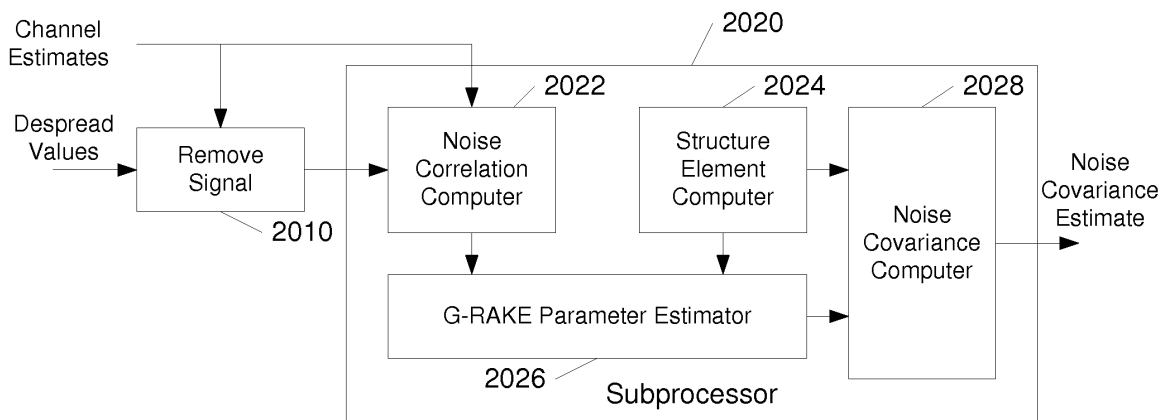 Channel
Estimates
2020
2022
2024
2028
Despread
Values
Remove
Signal
2010
Noise
Correlation
Computer
Structure
Element
Computer
Noise
Covariance
Computer
Noise
Covariance
Estimate
G-RAKE Parameter Estimator
2026
Subprocessor